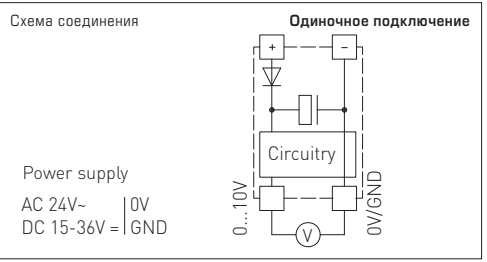 Схема соединения
Одиночное подключение
+ −
Circuitry
Power supply
AC 24V~ | 0V
DC 15-36V = | GND
0...10V
V
0V/GND